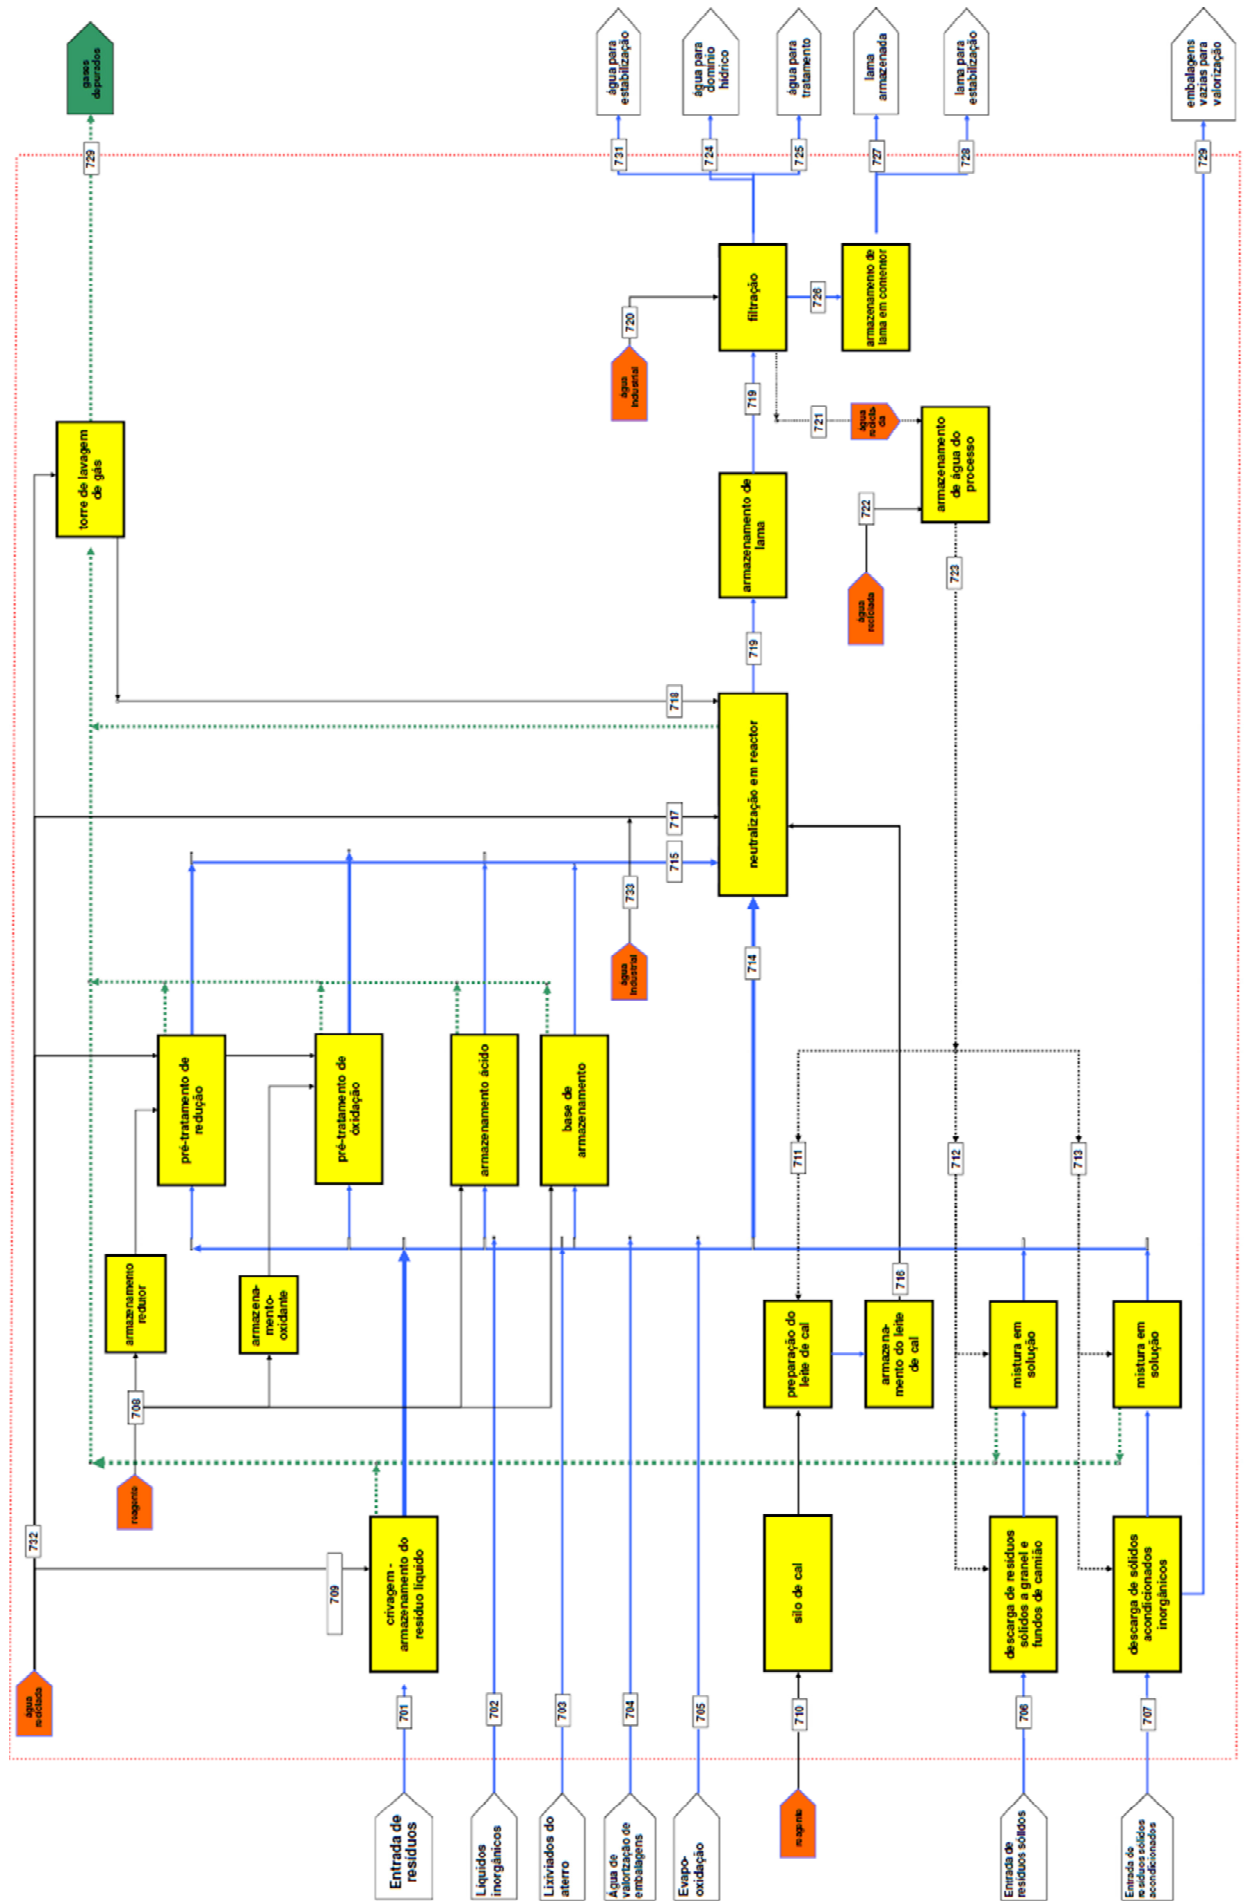 água
reciclada
732
reagente
708
709
Entrada de
resíduos
701
crivagem -
armazenamento do
resíduo líquido
Líquidos
inorgânicos
702
Lixiviados do
aterro
703
Água de
valorização de
embalagens
704
Evapo-
oxidação
705
reagente
710
silo de cal
Entrada de
resíduos sólidos
706
descarga de resíduos
sólidos a granel e
fundos de camião
Entrada de
resíduos sólidos
acondicionados
707
descarga de sólidos
acondicionados
inorgânicos
armazenamento
redutor
armazena-
mento-
oxidante
preparação do
leite de cal
armazena-
mento do leite
de cal
716
mistura em
solução
mistura em
solução
pré-tratamento de
redução
pré-tratamento de
óxidação
armazenamento ácido
base de
armazenamento
711
712
713
água
industrial
733
714
715
717
718
neutralização em reactor
719
torre de lavagem
de gás
armazenamento de
lama
719
água
reciclada
722
723
armazenamento
de água do
processo
água
recicla-
da
721
água
industrial
720
filtração
726
armazenamento de
lama em contentor
729
gases
depurados
731
água para
estabilização
724
água para
domínio
hídrico
725
água para
tratamento
727
lama
armazenada
728
lama para
estabilização
729
embalagens
vazias para
valorização